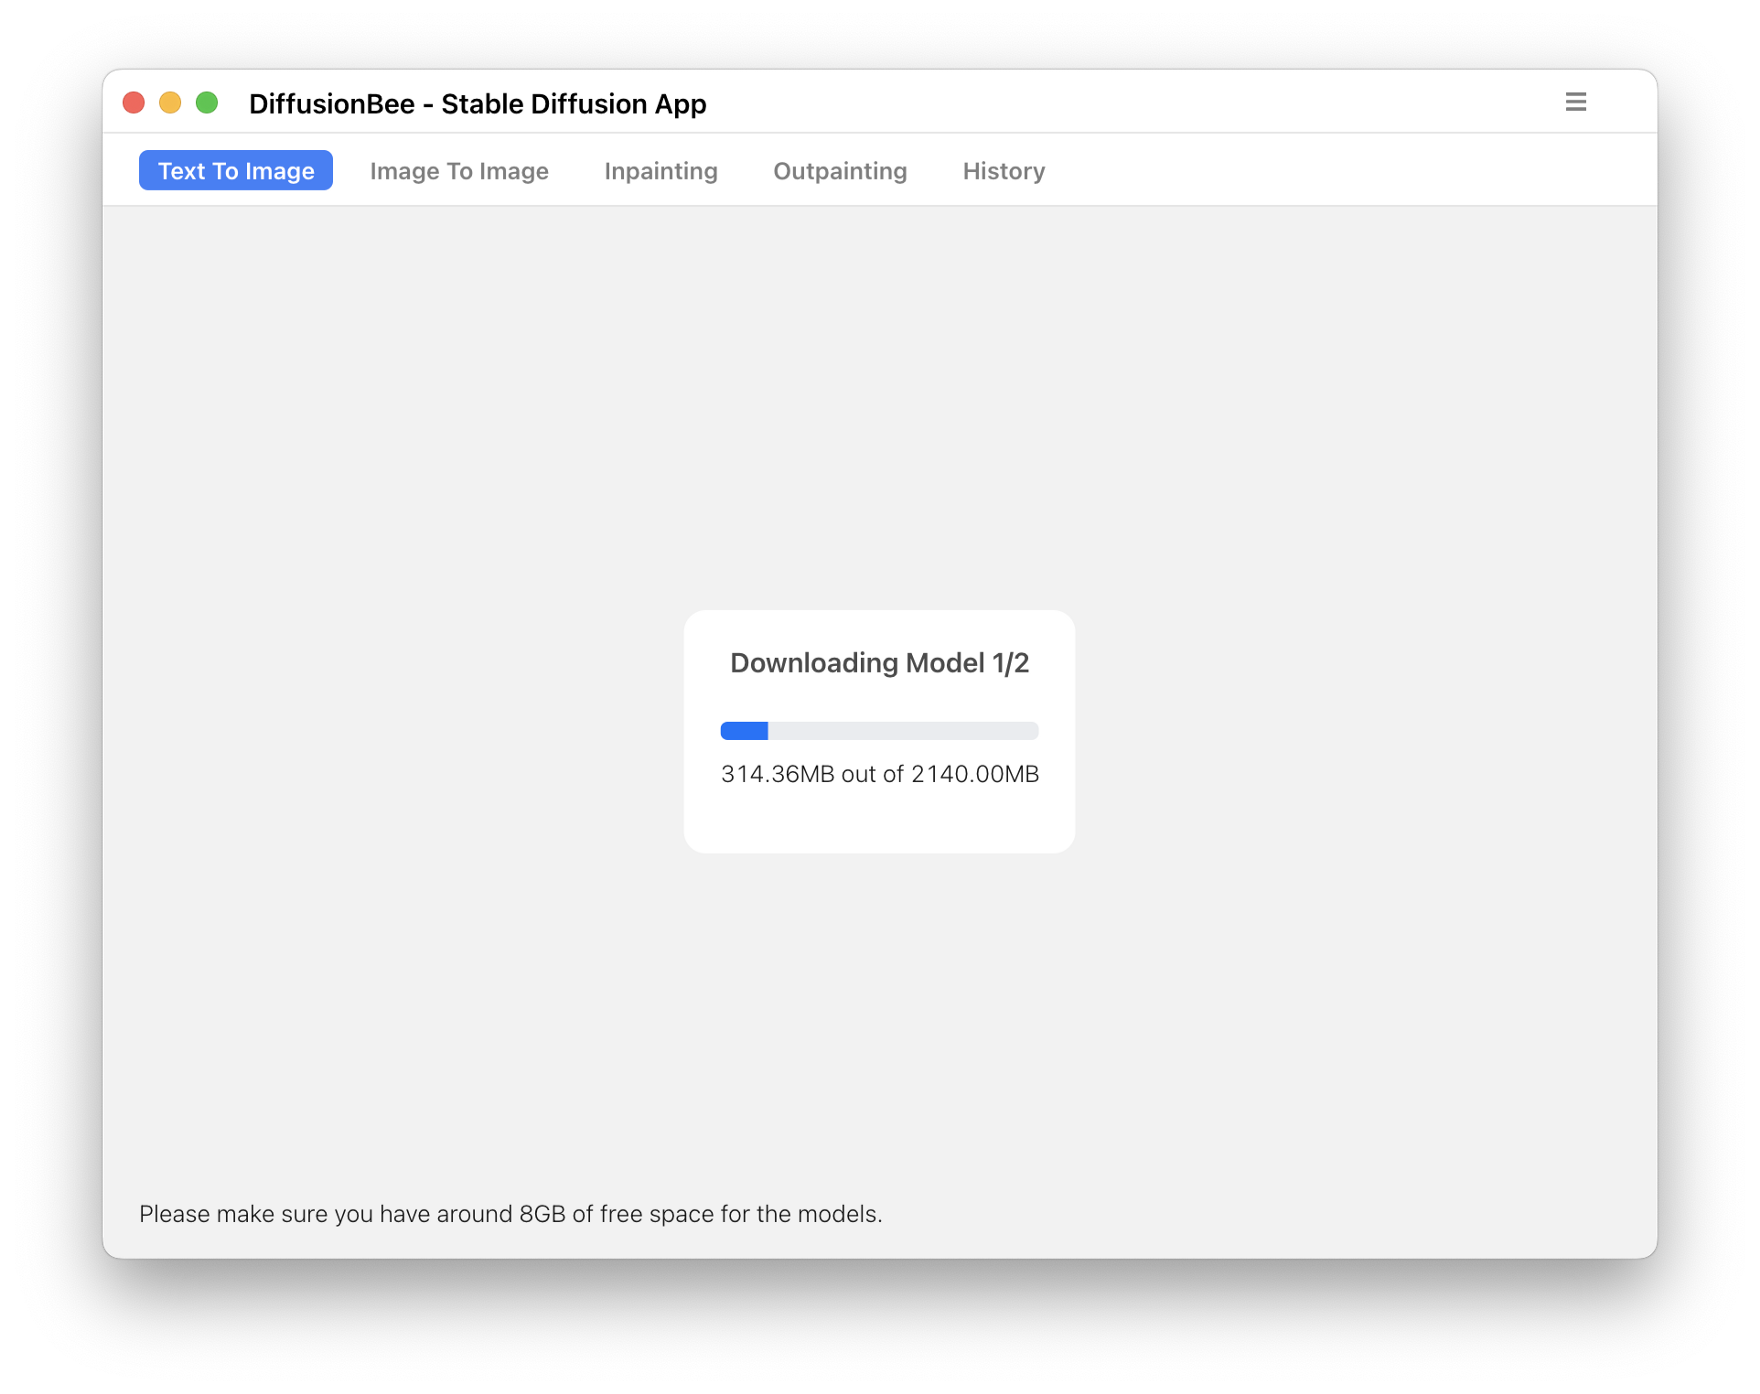 DiffusionBee - Stable Diffusion App
Text To Image Image To Image Inpainting Outpainting History
Downloading Model 1/2
314.36MB out of 2140.00MB
Please make sure you have around 8GB of free space for the models.